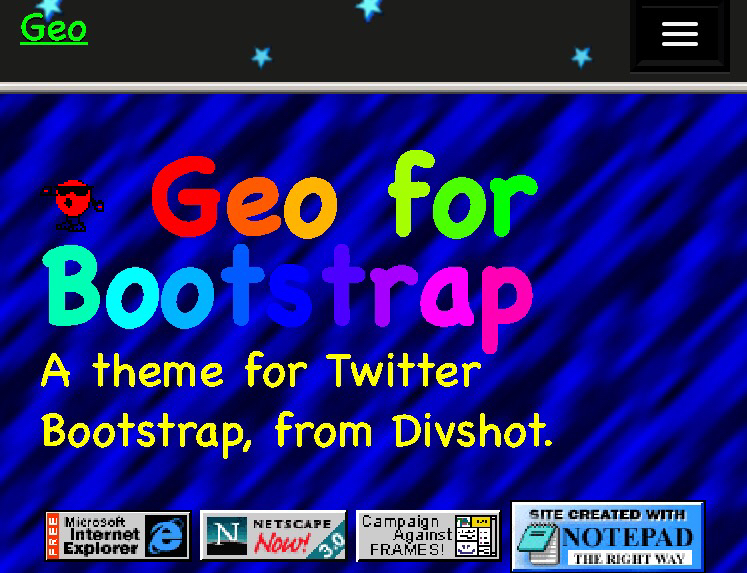 Geo
Geo for
Bootstrap
A theme for Twitter
Bootstrap, from Divshot.
FREE
Microsoft
Internet
Explorer
N
NETSCAPE
Now! 3.0
Campaign
Against
FRAMES!
SITE CREATED WITH
NOTEPAD
THE RIGHT WAY